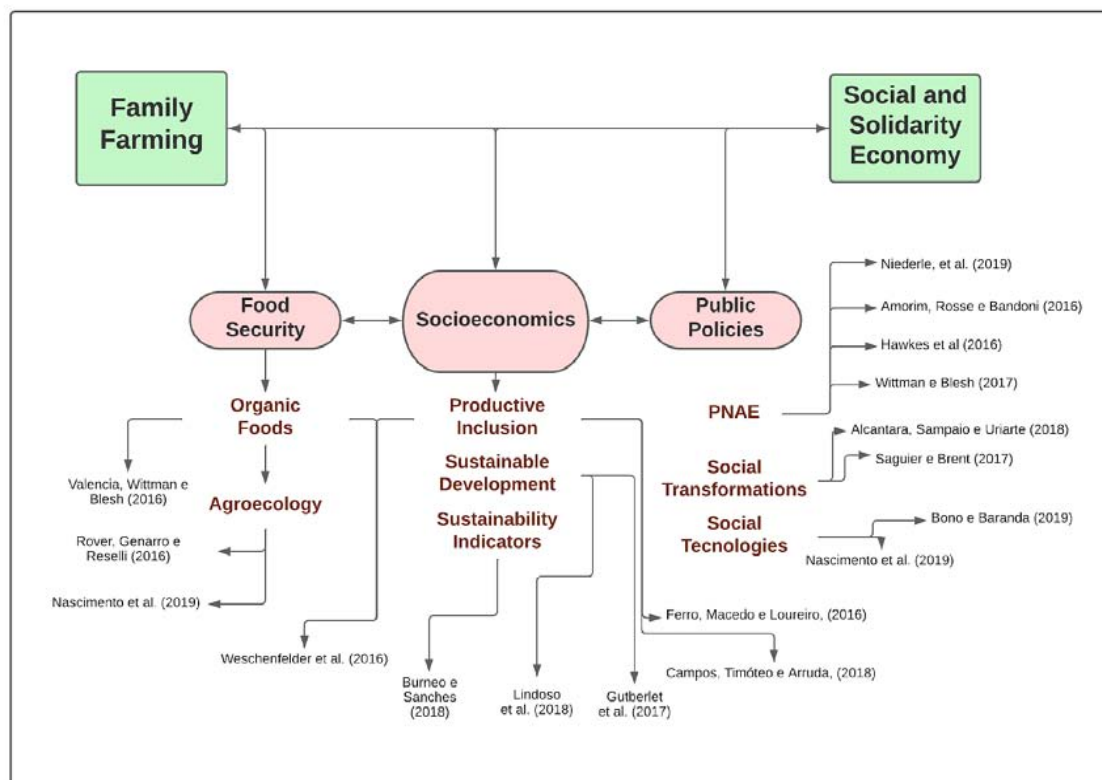 Family
Farming
Social and
Solidarity
Economy
Food
Security
Socioeconomics
Public
Policies
Niederle, et al. (2019)
Amorim, Rosse e Bandoni (2016)
Hawkes et al (2016)
Wittman e Blesh (2017)
Organic
Foods
Productive
Inclusion
PNAE
Alcantara, Sampaio e Uriarte (2018)
Saguier e Brent (2017)
Valencia, Wittman e
Blesh (2016)
Agroecology
Sustainable
Development
Social
Transformations
Sustainability
Indicators
Social
Tecnologies
Bono e Baranda (2019)
Nascimento et al. (2019)
Rover, Genarro e
Reselli (2016)
Nascimento et al. (2019)
Weschenfelder et al. (2016)
Burneo e
Sanches
(2018)
Lindoso
et al. (2018)
Gutberlet
et al. (2017)
Ferro, Macedo e Loureiro, (2016)
Campos, Timóteo e Arruda, (2018)